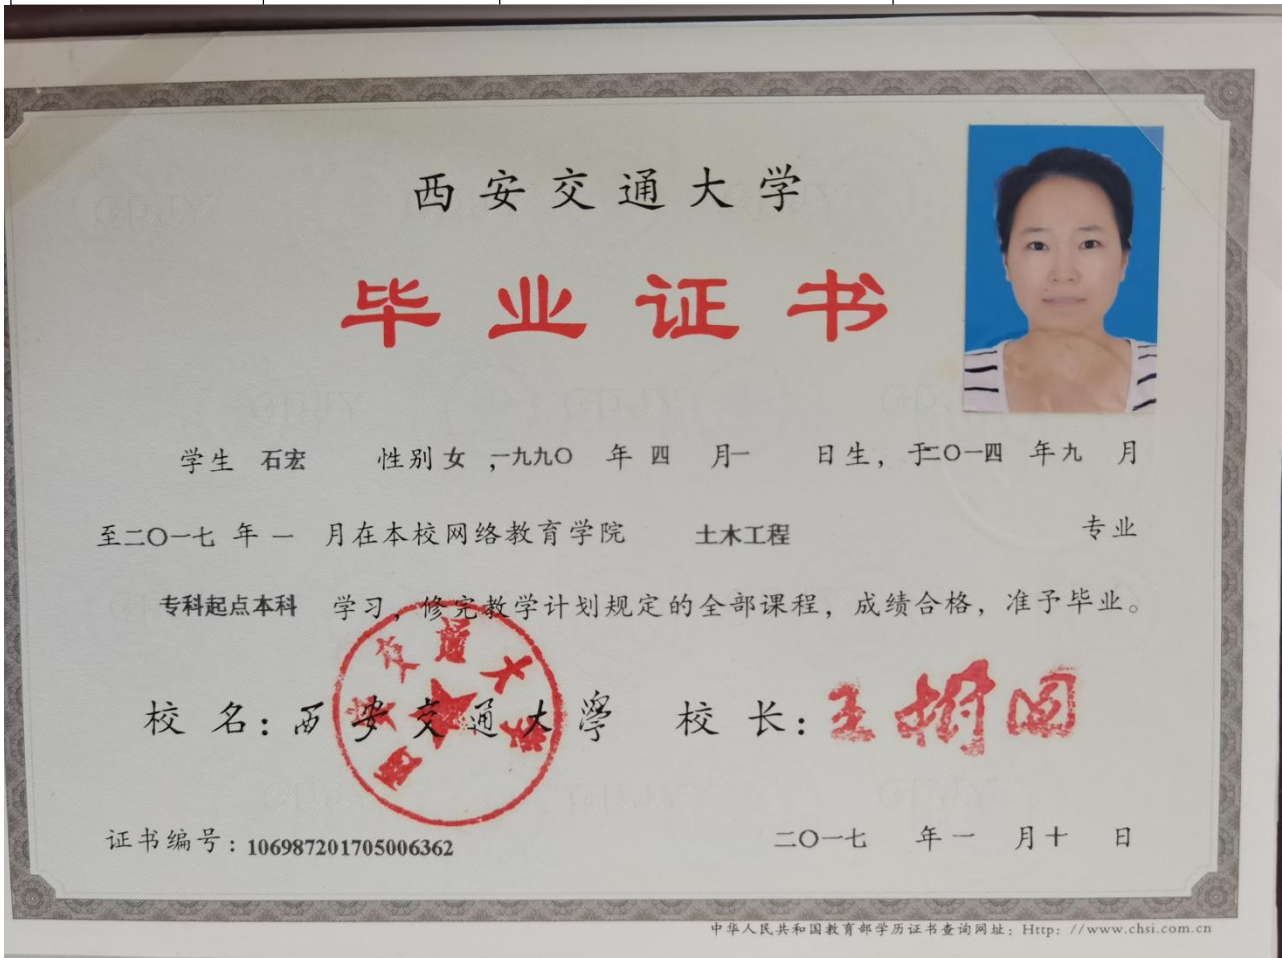 西安交通大学
毕业证书
学生 石宏 性别 女 ,一九九〇 年 四 月一 日生, 于二〇一四 年 九 月
至二〇一七 年 一 月在本校网络教育学院 土木工程 专业
专科起点本科 学习, 修完教学计划规定的全部课程, 成绩合格, 准予毕业。
西安交通大学
校 名: 西安交通大學 校 长: 王树国
证书编号: 106987201705006362 二〇一七 年 一 月 十 日
中华人民共和国教育部学历证书查询网址: Http: //www.chsi.com.cn